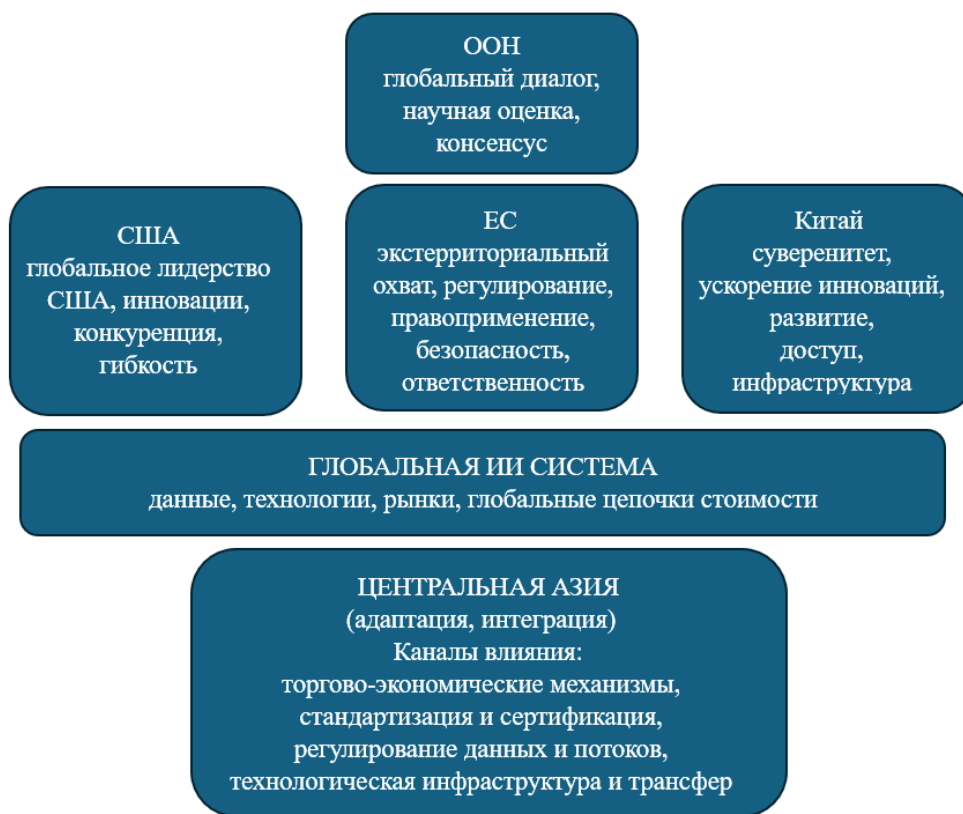 ООН
глобальный диалог,
научная оценка,
консенсус
США
глобальное лидерство
США, инновации,
конкуренция,
гибкость
ЕС
экстерриториальный
охват, регулирование,
правоприменение,
безопасность,
ответственность
Китай
суверенитет,
ускорение инноваций,
развитие,
доступ,
инфраструктура
ГЛОБАЛЬНАЯ ИИ СИСТЕМА
данные, технологии, рынки, глобальные цепочки стоимости
ЦЕНТРАЛЬНАЯ АЗИЯ
(адаптация, интеграция)
Каналы влияния:
торгово-экономические механизмы,
стандартизация и сертификация,
регулирование данных и потоков,
технологическая инфраструктура и трансфер